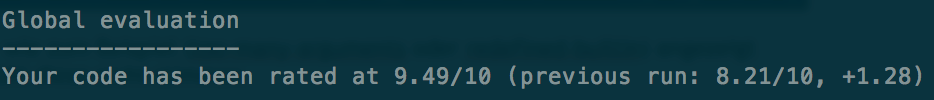 Global evaluation
-----------------
Your code has been rated at 9.49/10 (previous run: 8.21/10, +1.28)